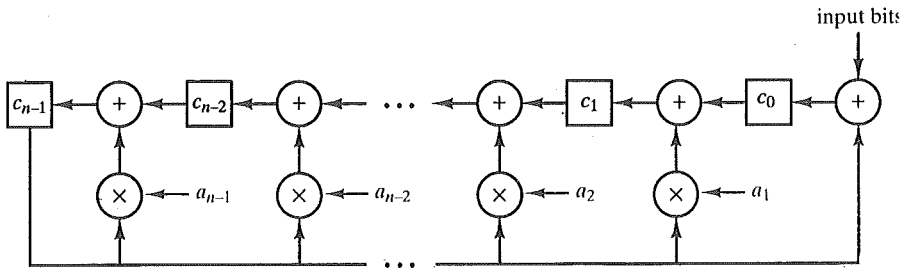 input bits
c_{n-1} + c_{n-2} + ... + c_1 + c_0 +
× a_{n-1} × a_{n-2} × a_2 × a_1
...